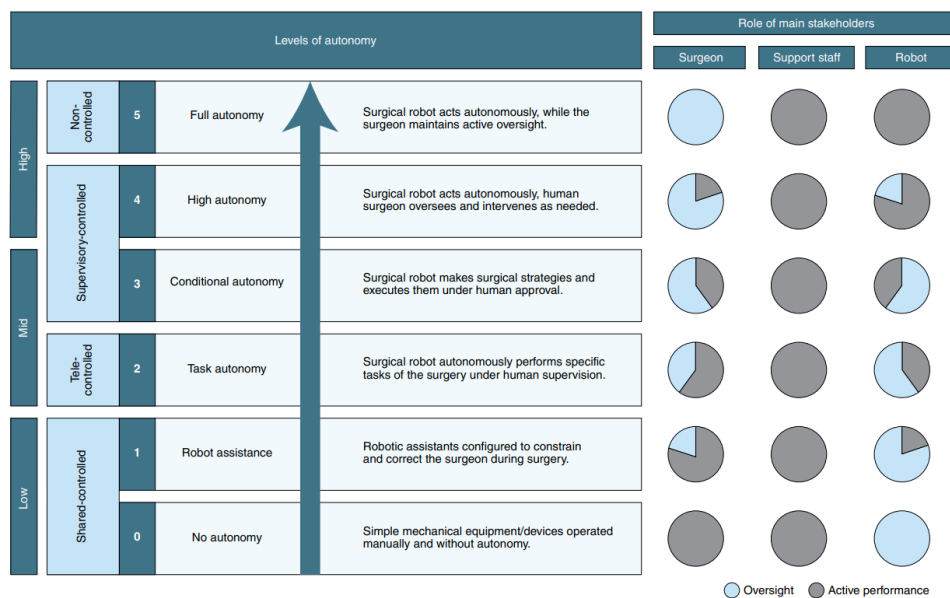 Levels of autonomy
Role of main stakeholders
Surgeon
Support staff
Robot
High
Mid
Low
Non-
controlled
Supervisory-controlled
Tele-
controlled
Shared-controlled
5
Full autonomy
Surgical robot acts autonomously, while the
surgeon maintains active oversight.
4
High autonomy
Surgical robot acts autonomously, human
surgeon oversees and intervenes as needed.
3
Conditional autonomy
Surgical robot makes surgical strategies and
executes them under human approval.
2
Task autonomy
Surgical robot autonomously performs specific
tasks of the surgery under human supervision.
1
Robot assistance
Robotic assistants configured to constrain
and correct the surgeon during surgery.
0
No autonomy
Simple mechanical equipment/devices operated
manually and without autonomy.
Oversight
Active performance